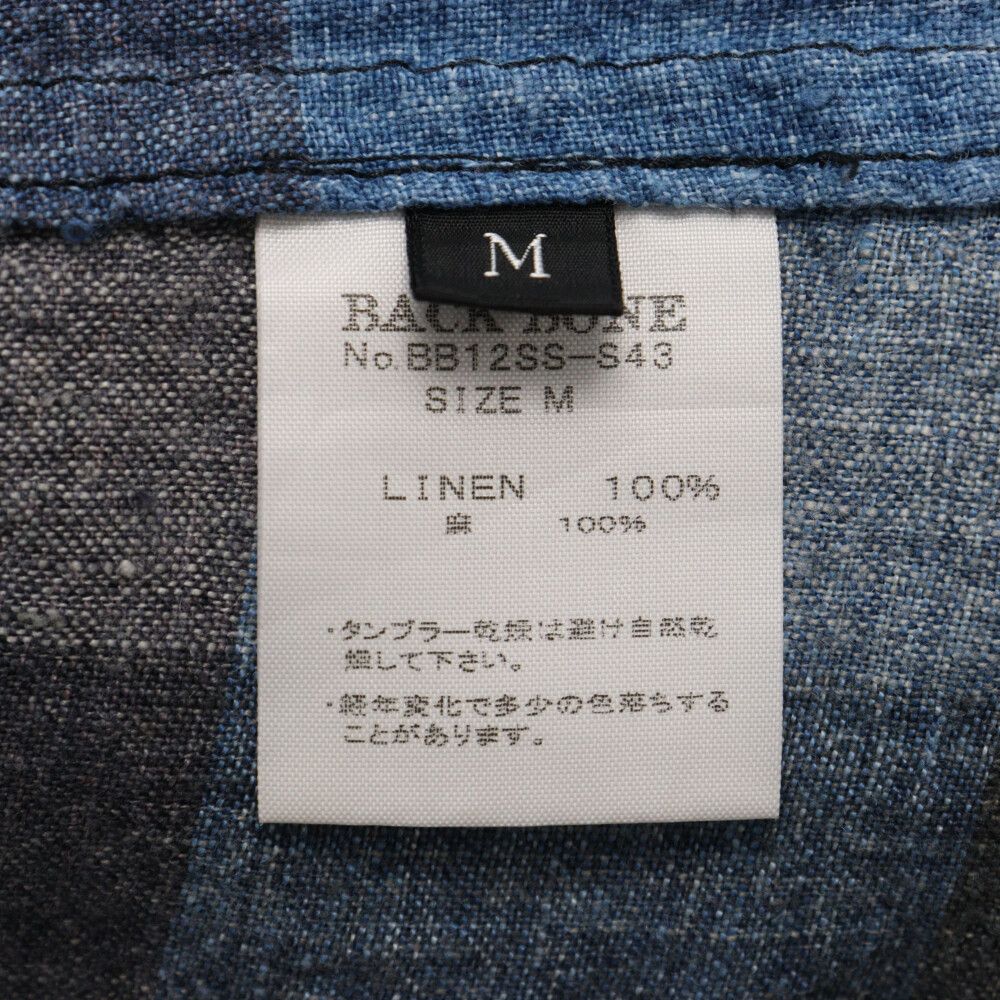 M
BACK BONE
No.BB12SS-S43
SIZE M
LINEN 100%
麻 100%
・タンブラー乾燥は避け自然乾
燥して下さい。
・経年変化で多少の色落ちする
ことがあります。